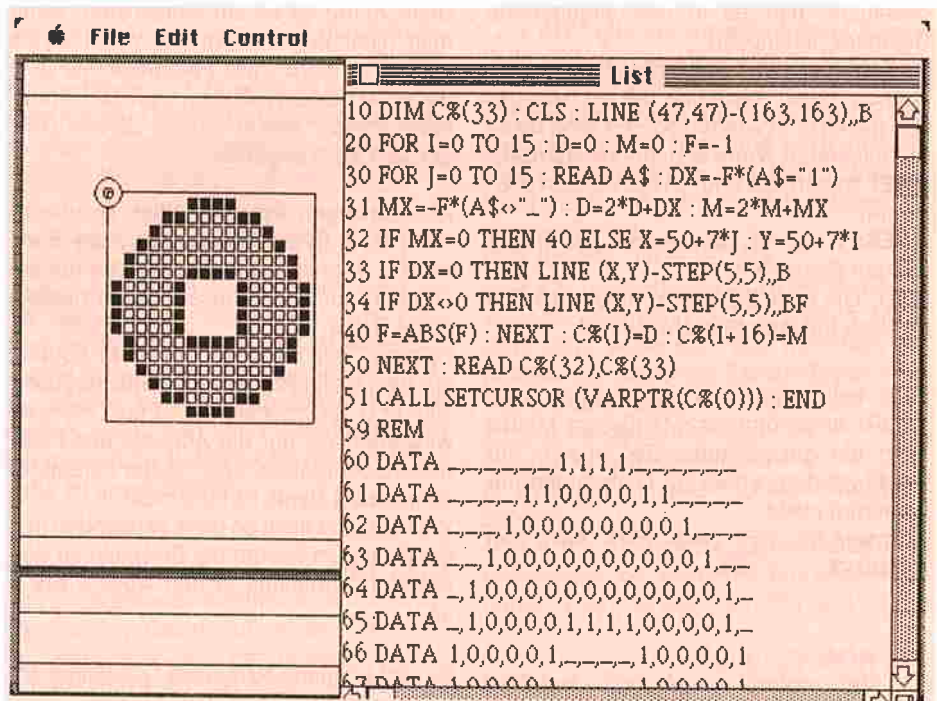 File Edit Control
List
10 DIM C%(33) : CLS : LINE (47,47)-(163,163),,B
20 FOR I=0 TO 15 : D=0 : M=0 : F=-1
30 FOR J=0 TO 15 : READ A$ : DX=-F*(A$="1")
31 MX=-F*(A$<>"_") : D=2*D+DX : M=2*M+MX
32 IF MX=0 THEN 40 ELSE X=50+7*J : Y=50+7*I
33 IF DX=0 THEN LINE (X,Y)-STEP(5,5),,B
34 IF DX<>0 THEN LINE (X,Y)-STEP(5,5),,BF
40 F=ABS(F) : NEXT : C%(I)=D : C%(I+16)=M
50 NEXT : READ C%(32),C%(33)
51 CALL SETCURSOR (VARPTR(C%(0))) : END
59 REM
60 DATA _,_,_,_,_,_,1,1,1,1,_,_,_,_,_,_
61 DATA _,_,_,_,1,1,0,0,0,0,1,1,_,_,_,_
62 DATA _,_,_,1,0,0,0,0,0,0,0,0,1,_,_,_
63 DATA _,_,1,0,0,0,0,0,0,0,0,0,0,1,_,_
64 DATA _,1,0,0,0,0,0,0,0,0,0,0,0,0,1,_
65 DATA _,1,0,0,0,0,1,1,1,1,0,0,0,0,1,_
66 DATA 1,0,0,0,0,1,_,_,_,_,1,0,0,0,0,1
67 DATA